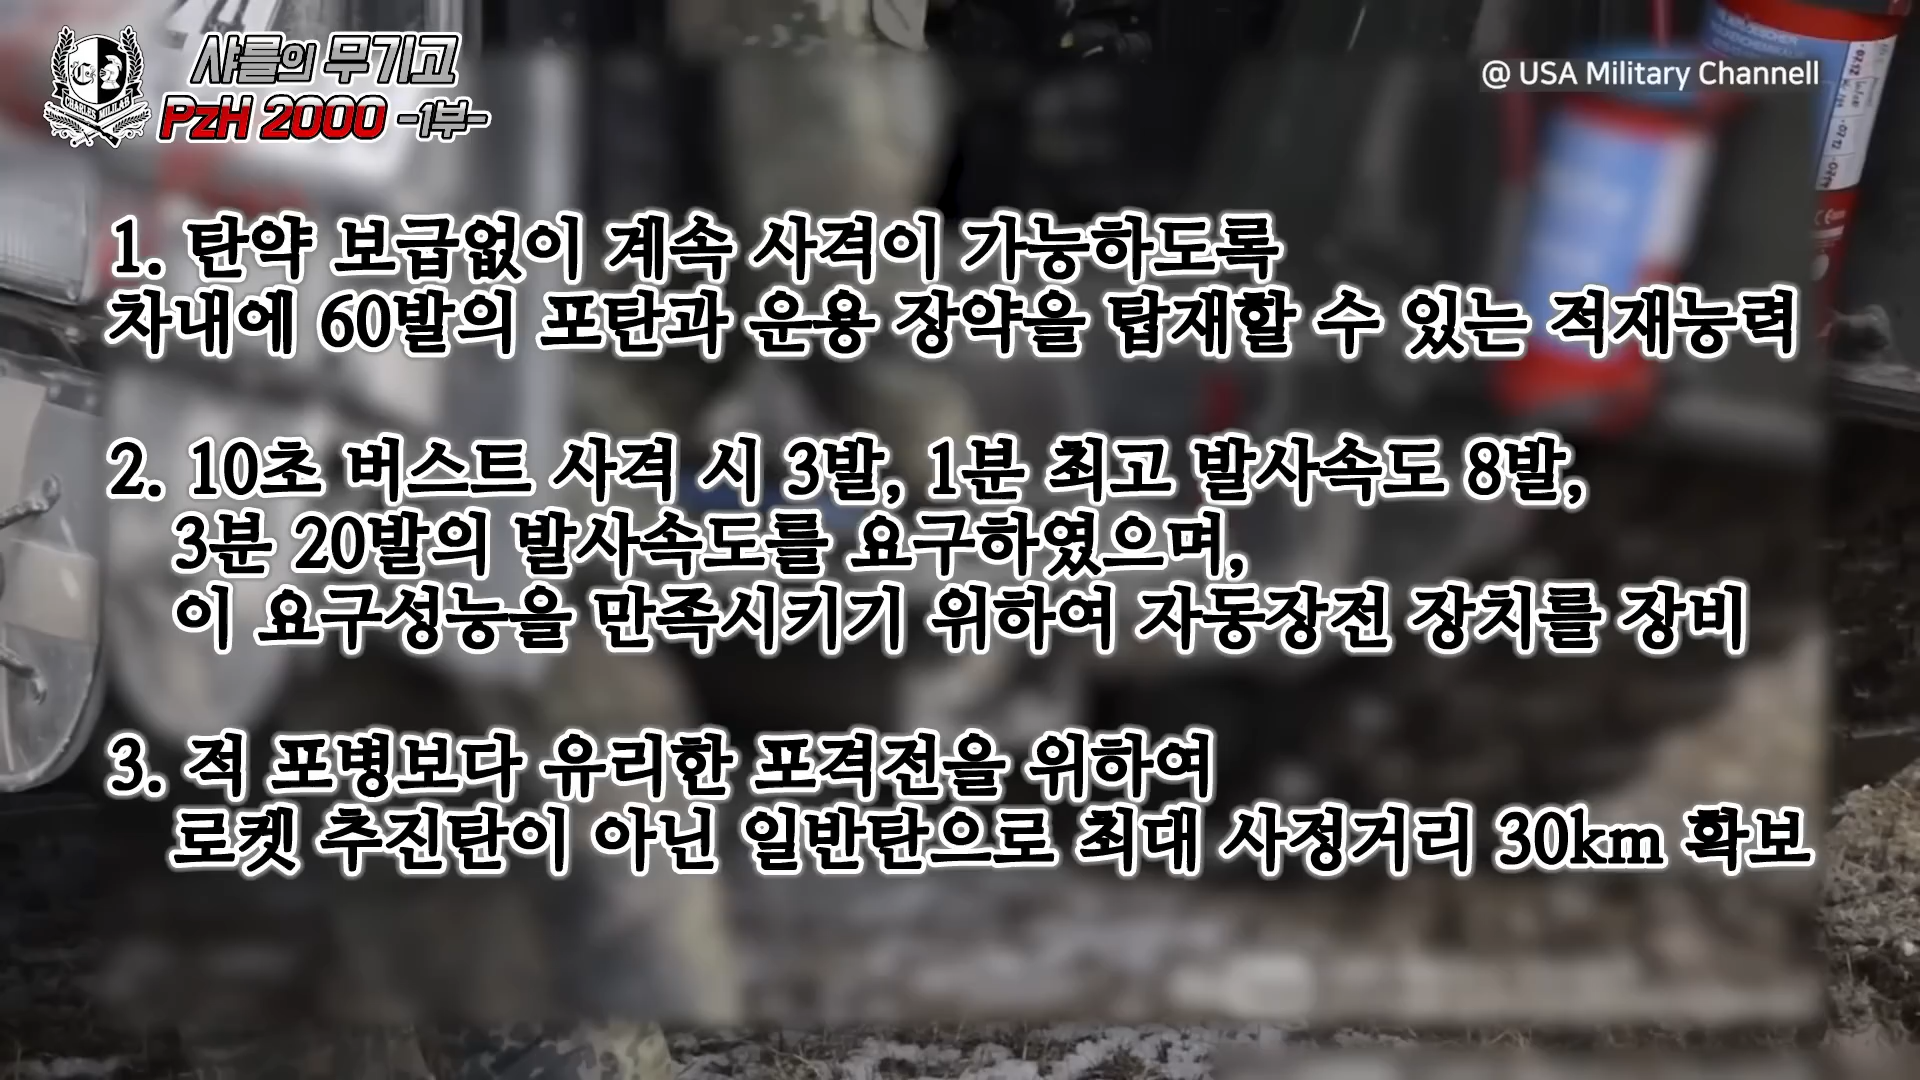 샤를의 무기고
PzH 2000 -1부-
CHARLES MILILAB
@ USA Military Channell
1. 탄약 보급없이 계속 사격이 가능하도록
차내에 60발의 포탄과 운용 장약을 탑재할 수 있는 적재능력
2. 10초 버스트 사격 시 3발, 1분 최고 발사속도 8발,
3분 20발의 발사속도를 요구하였으며,
이 요구성능을 만족시키기 위하여 자동장전 장치를 장비
3. 적 포병보다 유리한 포격전을 위하여
로켓 추진탄이 아닌 일반탄으로 최대 사정거리 30km 확보